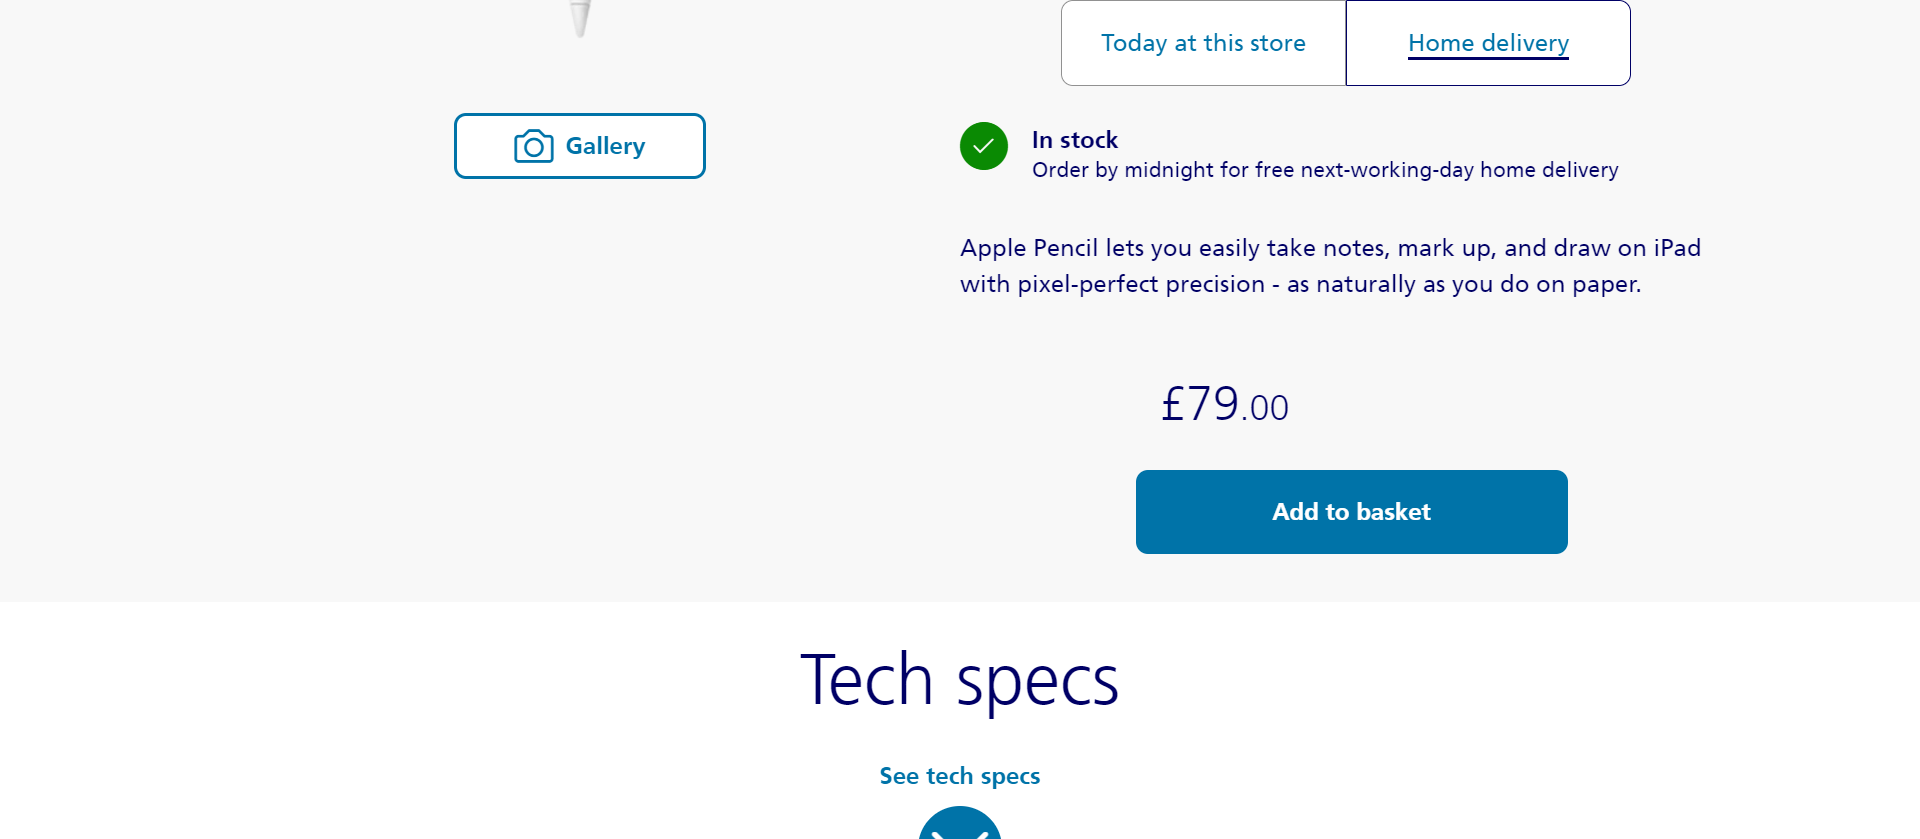 Today at this store
Home delivery
Gallery
In stock
Order by midnight for free next-working-day home delivery
Apple Pencil lets you easily take notes, mark up, and draw on iPad
with pixel-perfect precision - as naturally as you do on paper.
£79.00
Add to basket
Tech specs
See tech specs